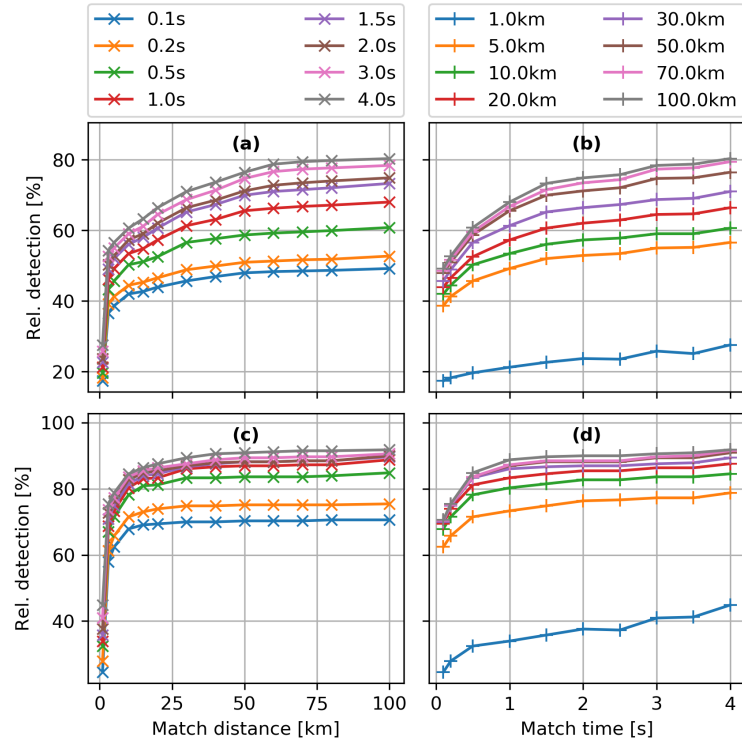 0.1s 1.5s 1.0km 30.0km
0.2s 2.0s 5.0km 50.0km
0.5s 3.0s 10.0km 70.0km
1.0s 4.0s 20.0km 100.0km
(a) (b)
80
60
40
20
Rel. detection [%]
(c) (d)
100
80
60
40
Rel. detection [%]
0 25 50 75 100 0 1 2 3 4
Match distance [km] Match time [s]